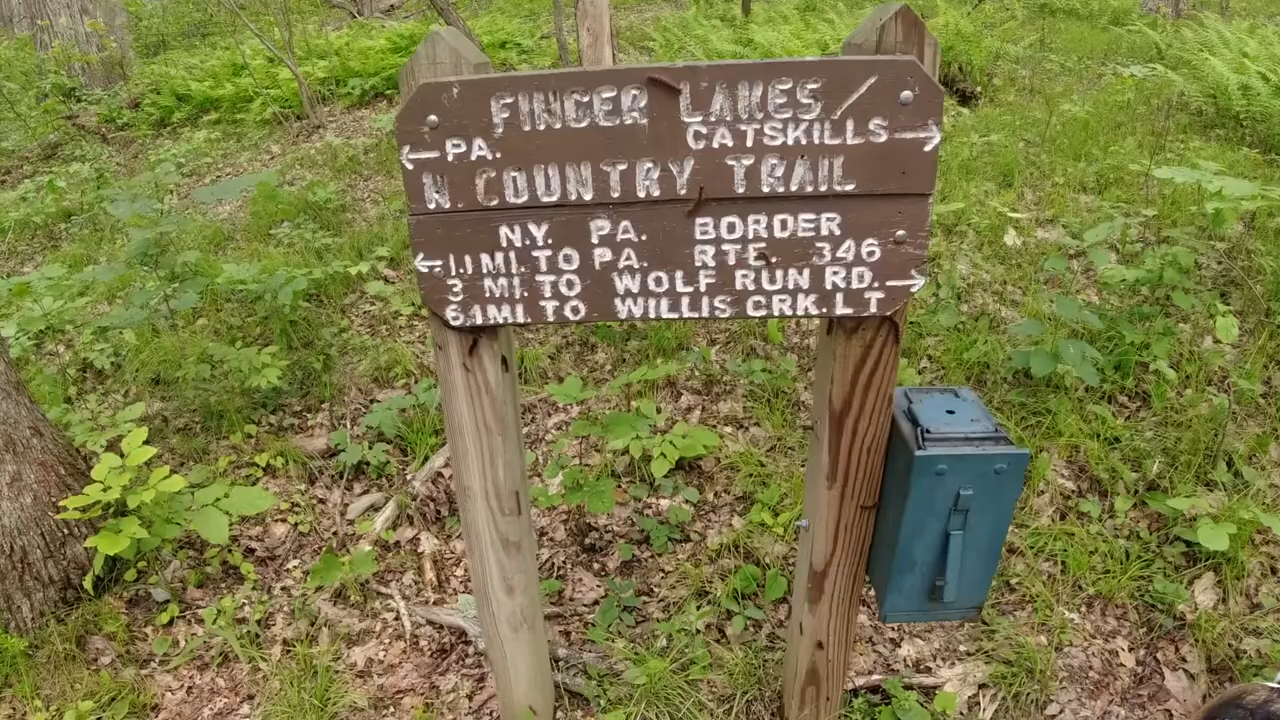 FINGER LAKES/
CATSKILLS →
← PA.
N. COUNTRY TRAIL
N.Y. PA. BORDER
← 1.1 MI. TO PA. RTE. 346
3 MI. TO WOLF RUN RD. →
6.1 MI. TO WILLIS CRK. LT